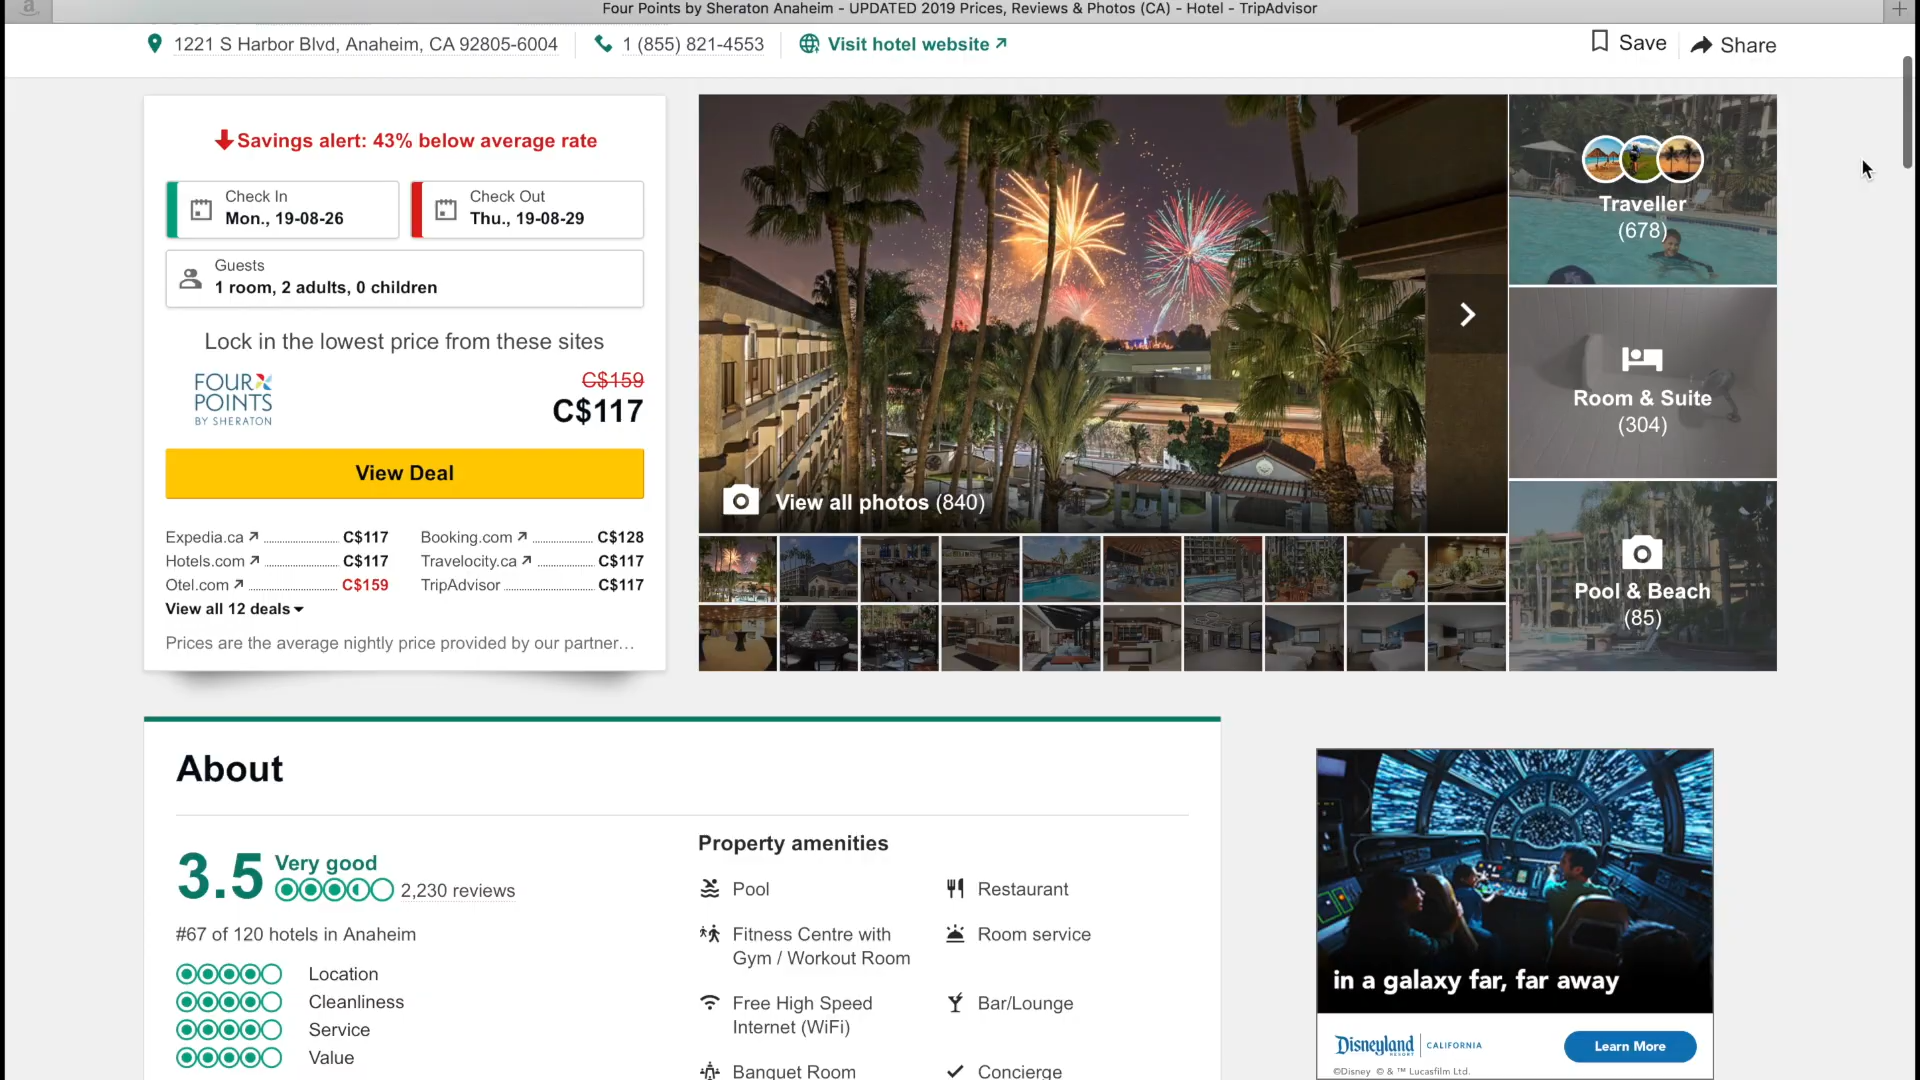 Four Points by Sheraton Anaheim - UPDATED 2019 Prices, Reviews & Photos (CA) - Hotel - TripAdvisor
1221 S Harbor Blvd, Anaheim, CA 92805-6004
1 (855) 821-4553
Visit hotel website
Save
Share
Savings alert: 43% below average rate
Check In
Mon., 19-08-26
Check Out
Thu., 19-08-29
Guests
1 room, 2 adults, 0 children
Lock in the lowest price from these sites
FOUR
POINTS
BY SHERATON
C$159
C$117
View Deal
Expedia.ca C$117
Booking.com C$128
Hotels.com C$117
Travelocity.ca C$117
Otel.com C$159
TripAdvisor C$117
View all 12 deals
Prices are the average nightly price provided by our partner…
View all photos (840)
Traveller
(678)
Room & Suite
(304)
Pool & Beach
(85)
About
3.5
Very good
2,230 reviews
#67 of 120 hotels in Anaheim
Location
Cleanliness
Service
Value
Property amenities
Pool
Restaurant
Fitness Centre with
Gym / Workout Room
Room service
Free High Speed
Internet (WiFi)
Bar/Lounge
Banquet Room
Concierge
in a galaxy far, far away
Disneyland
RESORT
CALIFORNIA
Learn More
©Disney © & ™ Lucasfilm Ltd.